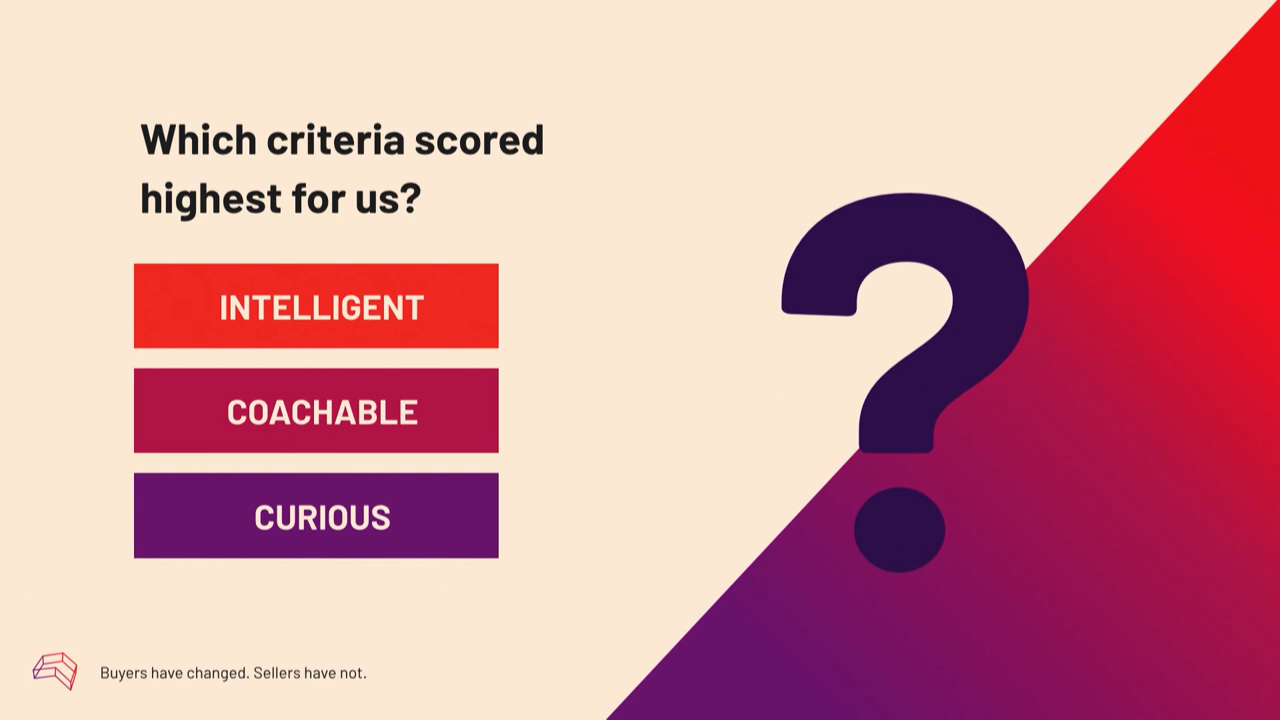 Which criteria scored
highest for us?
INTELLIGENT
COACHABLE
CURIOUS
?
Buyers have changed. Sellers have not.